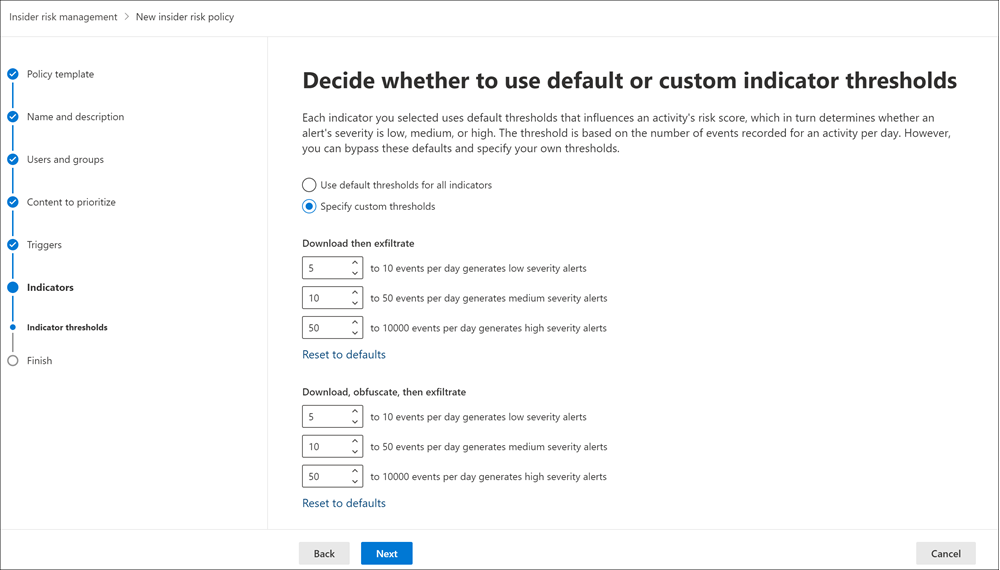 Insider risk management > New insider risk policy
Policy template
Name and description
Users and groups
Content to prioritize
Triggers
Indicators
Indicator thresholds
Finish
Decide whether to use default or custom indicator thresholds
Each indicator you selected uses default thresholds that influences an activity's risk score, which in turn determines whether an
alert's severity is low, medium, or high. The threshold is based on the number of events recorded for an activity per day. However,
you can bypass these defaults and specify your own thresholds.
Use default thresholds for all indicators
Specify custom thresholds
Download then exfiltrate
5 to 10 events per day generates low severity alerts
10 to 50 events per day generates medium severity alerts
50 to 10000 events per day generates high severity alerts
Reset to defaults
Download, obfuscate, then exfiltrate
5 to 10 events per day generates low severity alerts
10 to 50 events per day generates medium severity alerts
50 to 10000 events per day generates high severity alerts
Reset to defaults
Back Next Cancel